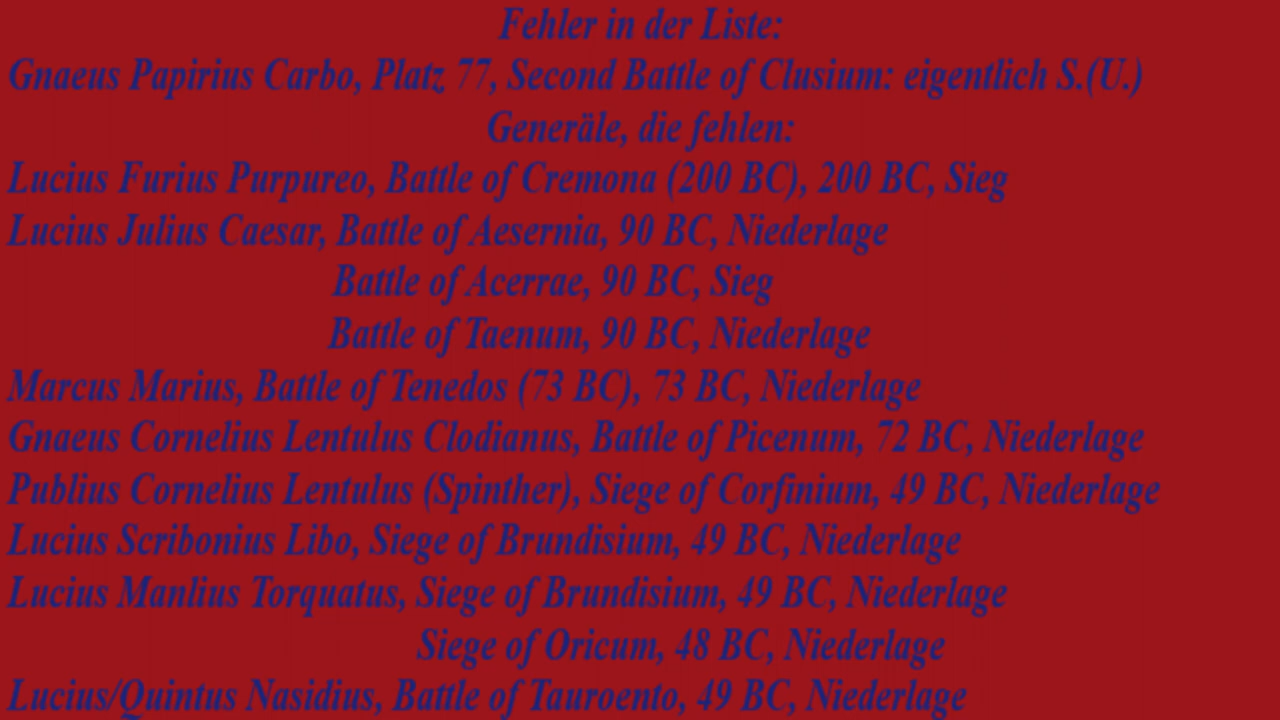 Fehler in der Liste:
Gnaeus Papirius Carbo, Platz 77, Second Battle of Clusium: eigentlich S.(U.)
Generäle, die fehlen:
Lucius Furius Purpureo, Battle of Cremona (200 BC), 200 BC, Sieg
Lucius Julius Caesar, Battle of Aesernia, 90 BC, Niederlage
Battle of Acerrae, 90 BC, Sieg
Battle of Taenum, 90 BC, Niederlage
Marcus Marius, Battle of Tenedos (73 BC), 73 BC, Niederlage
Gnaeus Cornelius Lentulus Clodianus, Battle of Picenum, 72 BC, Niederlage
Publius Cornelius Lentulus (Spinther), Siege of Corfinium, 49 BC, Niederlage
Lucius Scribonius Libo, Siege of Brundisium, 49 BC, Niederlage
Lucius Manlius Torquatus, Siege of Brundisium, 49 BC, Niederlage
Siege of Oricum, 48 BC, Niederlage
Lucius/Quintus Nasidius, Battle of Tauroento, 49 BC, Niederlage